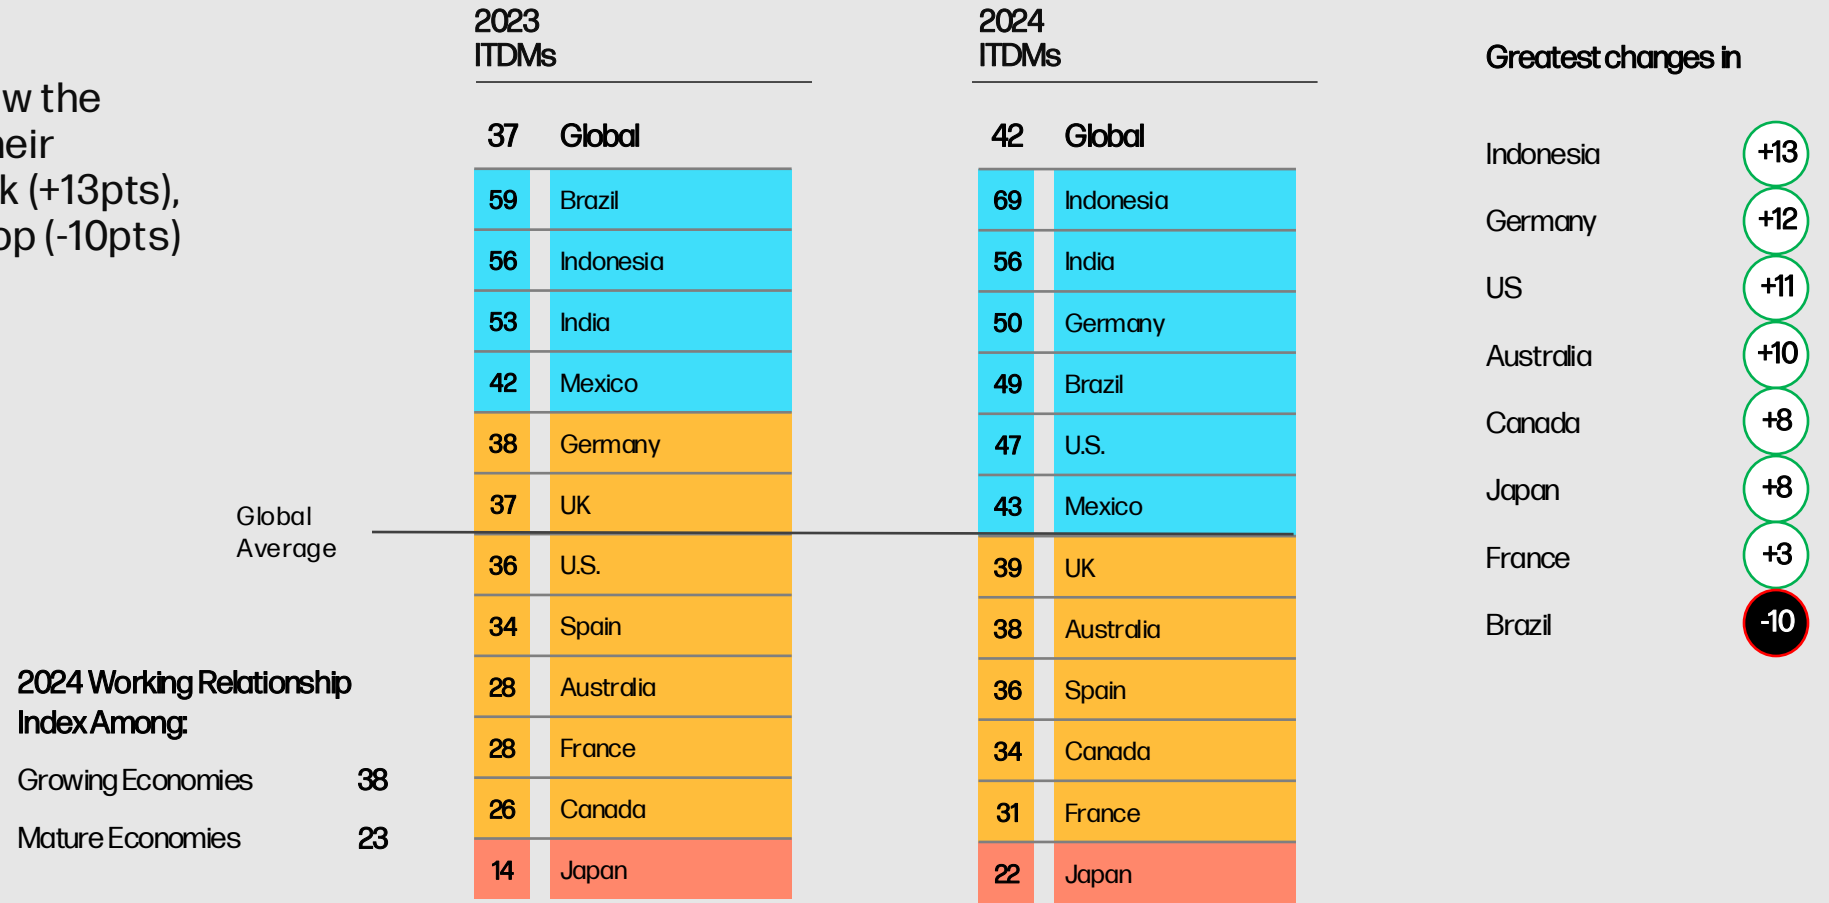 w the
eir
k (+13pts),
op (-10pts)
Global
Average
2024 Working Relationship
Index Among:
Growing Economies 38
Mature Economies 23
2023
ITDMs
37 Global
59 Brazil
56 Indonesia
53 India
42 Mexico
38 Germany
37 UK
36 U.S.
34 Spain
28 Australia
28 France
26 Canada
14 Japan
2024
ITDMs
42 Global
69 Indonesia
56 India
50 Germany
49 Brazil
47 U.S.
43 Mexico
39 UK
38 Australia
36 Spain
34 Canada
31 France
22 Japan
Greatest changes in
Indonesia +13
Germany +12
US +11
Australia +10
Canada +8
Japan +8
France +3
Brazil -10